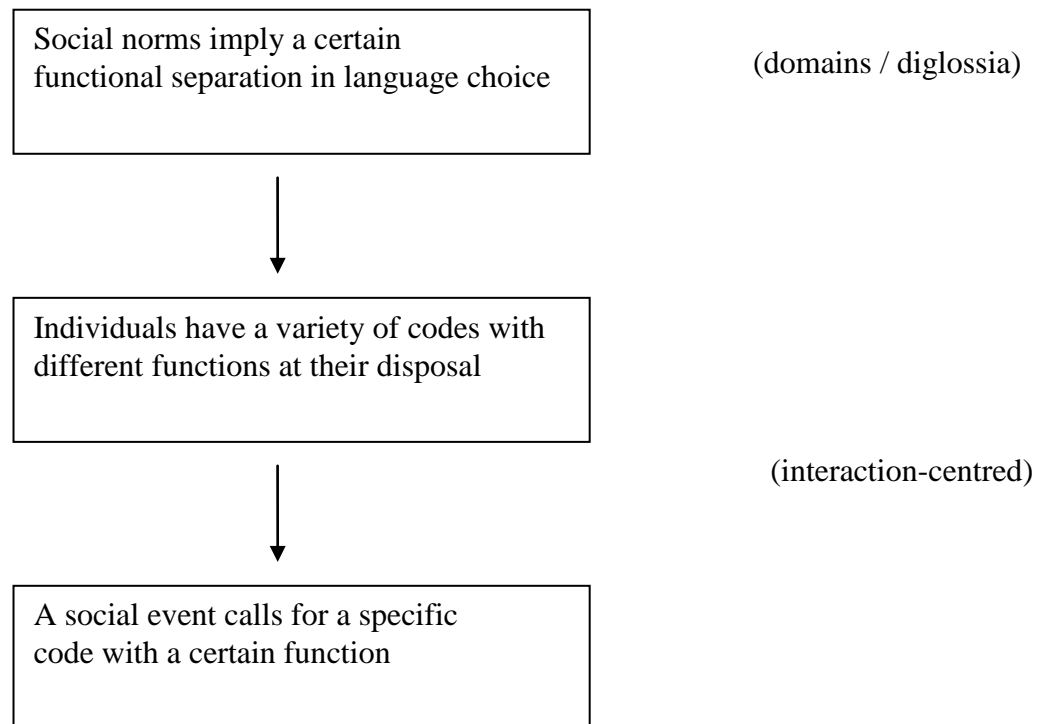 Social norms imply a certain
functional separation in language choice
(domains / diglossia)
Individuals have a variety of codes with
different functions at their disposal
(interaction-centred)
A social event calls for a specific
code with a certain function